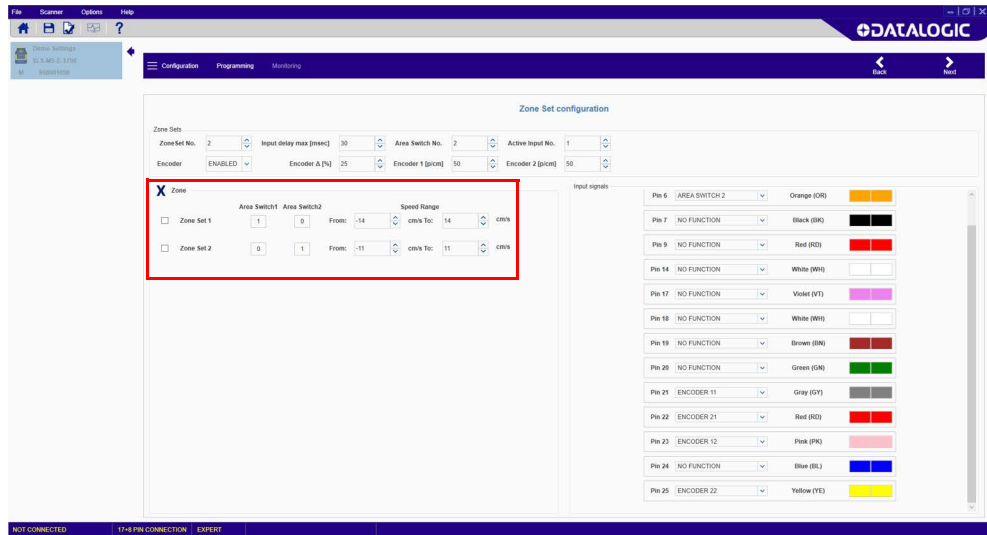 File Scanner Options Help
?
DATALOGIC
Demo Settings
M
Configuration Programming Monitoring Back Next
Zone Set configuration
Zone Sets
ZoneSet No. 2 Input delay max [msec] 30 Area Switch No. 2 Active Input No. 1
Encoder ENABLED Encoder Δ [%] 25 Encoder 1 [p/cm] 50 Encoder 2 [p/cm] 50
X Zone
Area Switch1 Area Switch2 Speed Range
Zone Set 1 1 0 From: -14 cm/s To: 14 cm/s
Zone Set 2 0 1 From: -11 cm/s To: 11 cm/s
Input signals
Pin 6 AREA SWITCH 2 Orange (OR)
Pin 7 NO FUNCTION Black (BK)
Pin 9 NO FUNCTION Red (RD)
Pin 14 NO FUNCTION White (WH)
Pin 17 NO FUNCTION Violet (VT)
Pin 18 NO FUNCTION White (WH)
Pin 19 NO FUNCTION Brown (BN)
Pin 20 NO FUNCTION Green (GN)
Pin 21 ENCODER 11 Gray (GY)
Pin 22 ENCODER 21 Red (RD)
Pin 23 ENCODER 12 Pink (PK)
Pin 24 NO FUNCTION Blue (BL)
Pin 25 ENCODER 22 Yellow (YE)
NOT CONNECTED 17+8 PIN CONNECTION EXPERT